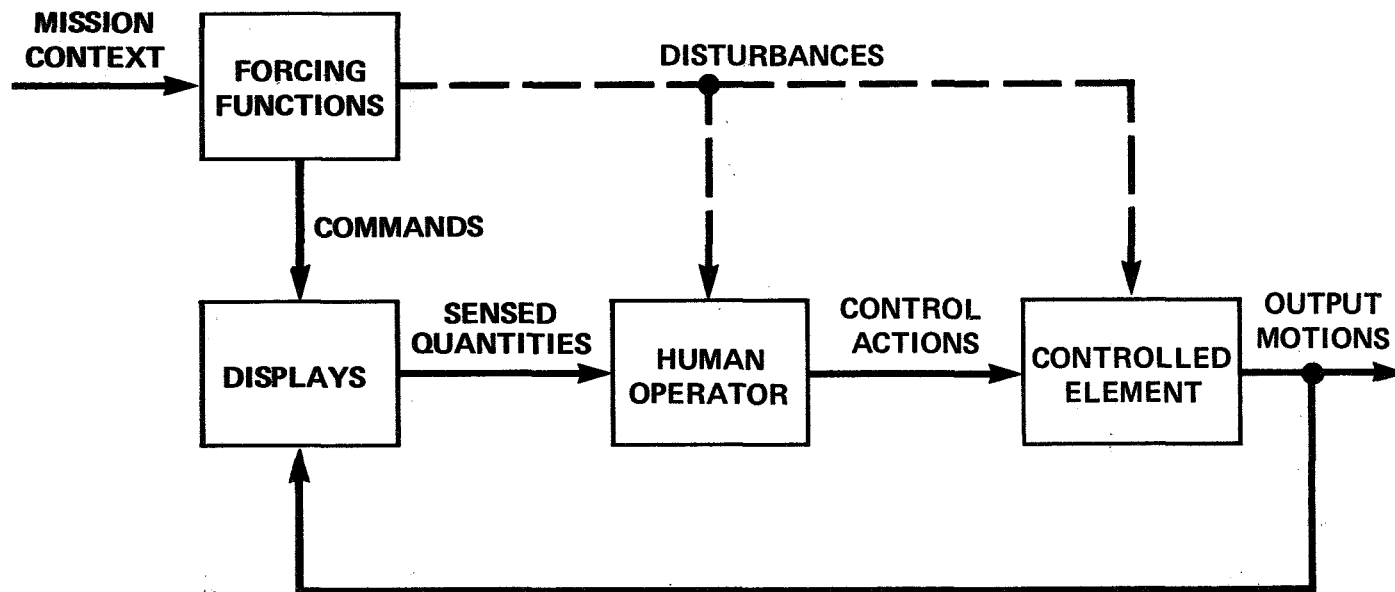 MISSION
CONTEXT
FORCING
FUNCTIONS
DISTURBANCES
COMMANDS
DISPLAYS
SENSED
QUANTITIES
HUMAN
OPERATOR
CONTROL
ACTIONS
CONTROLLED
ELEMENT
OUTPUT
MOTIONS